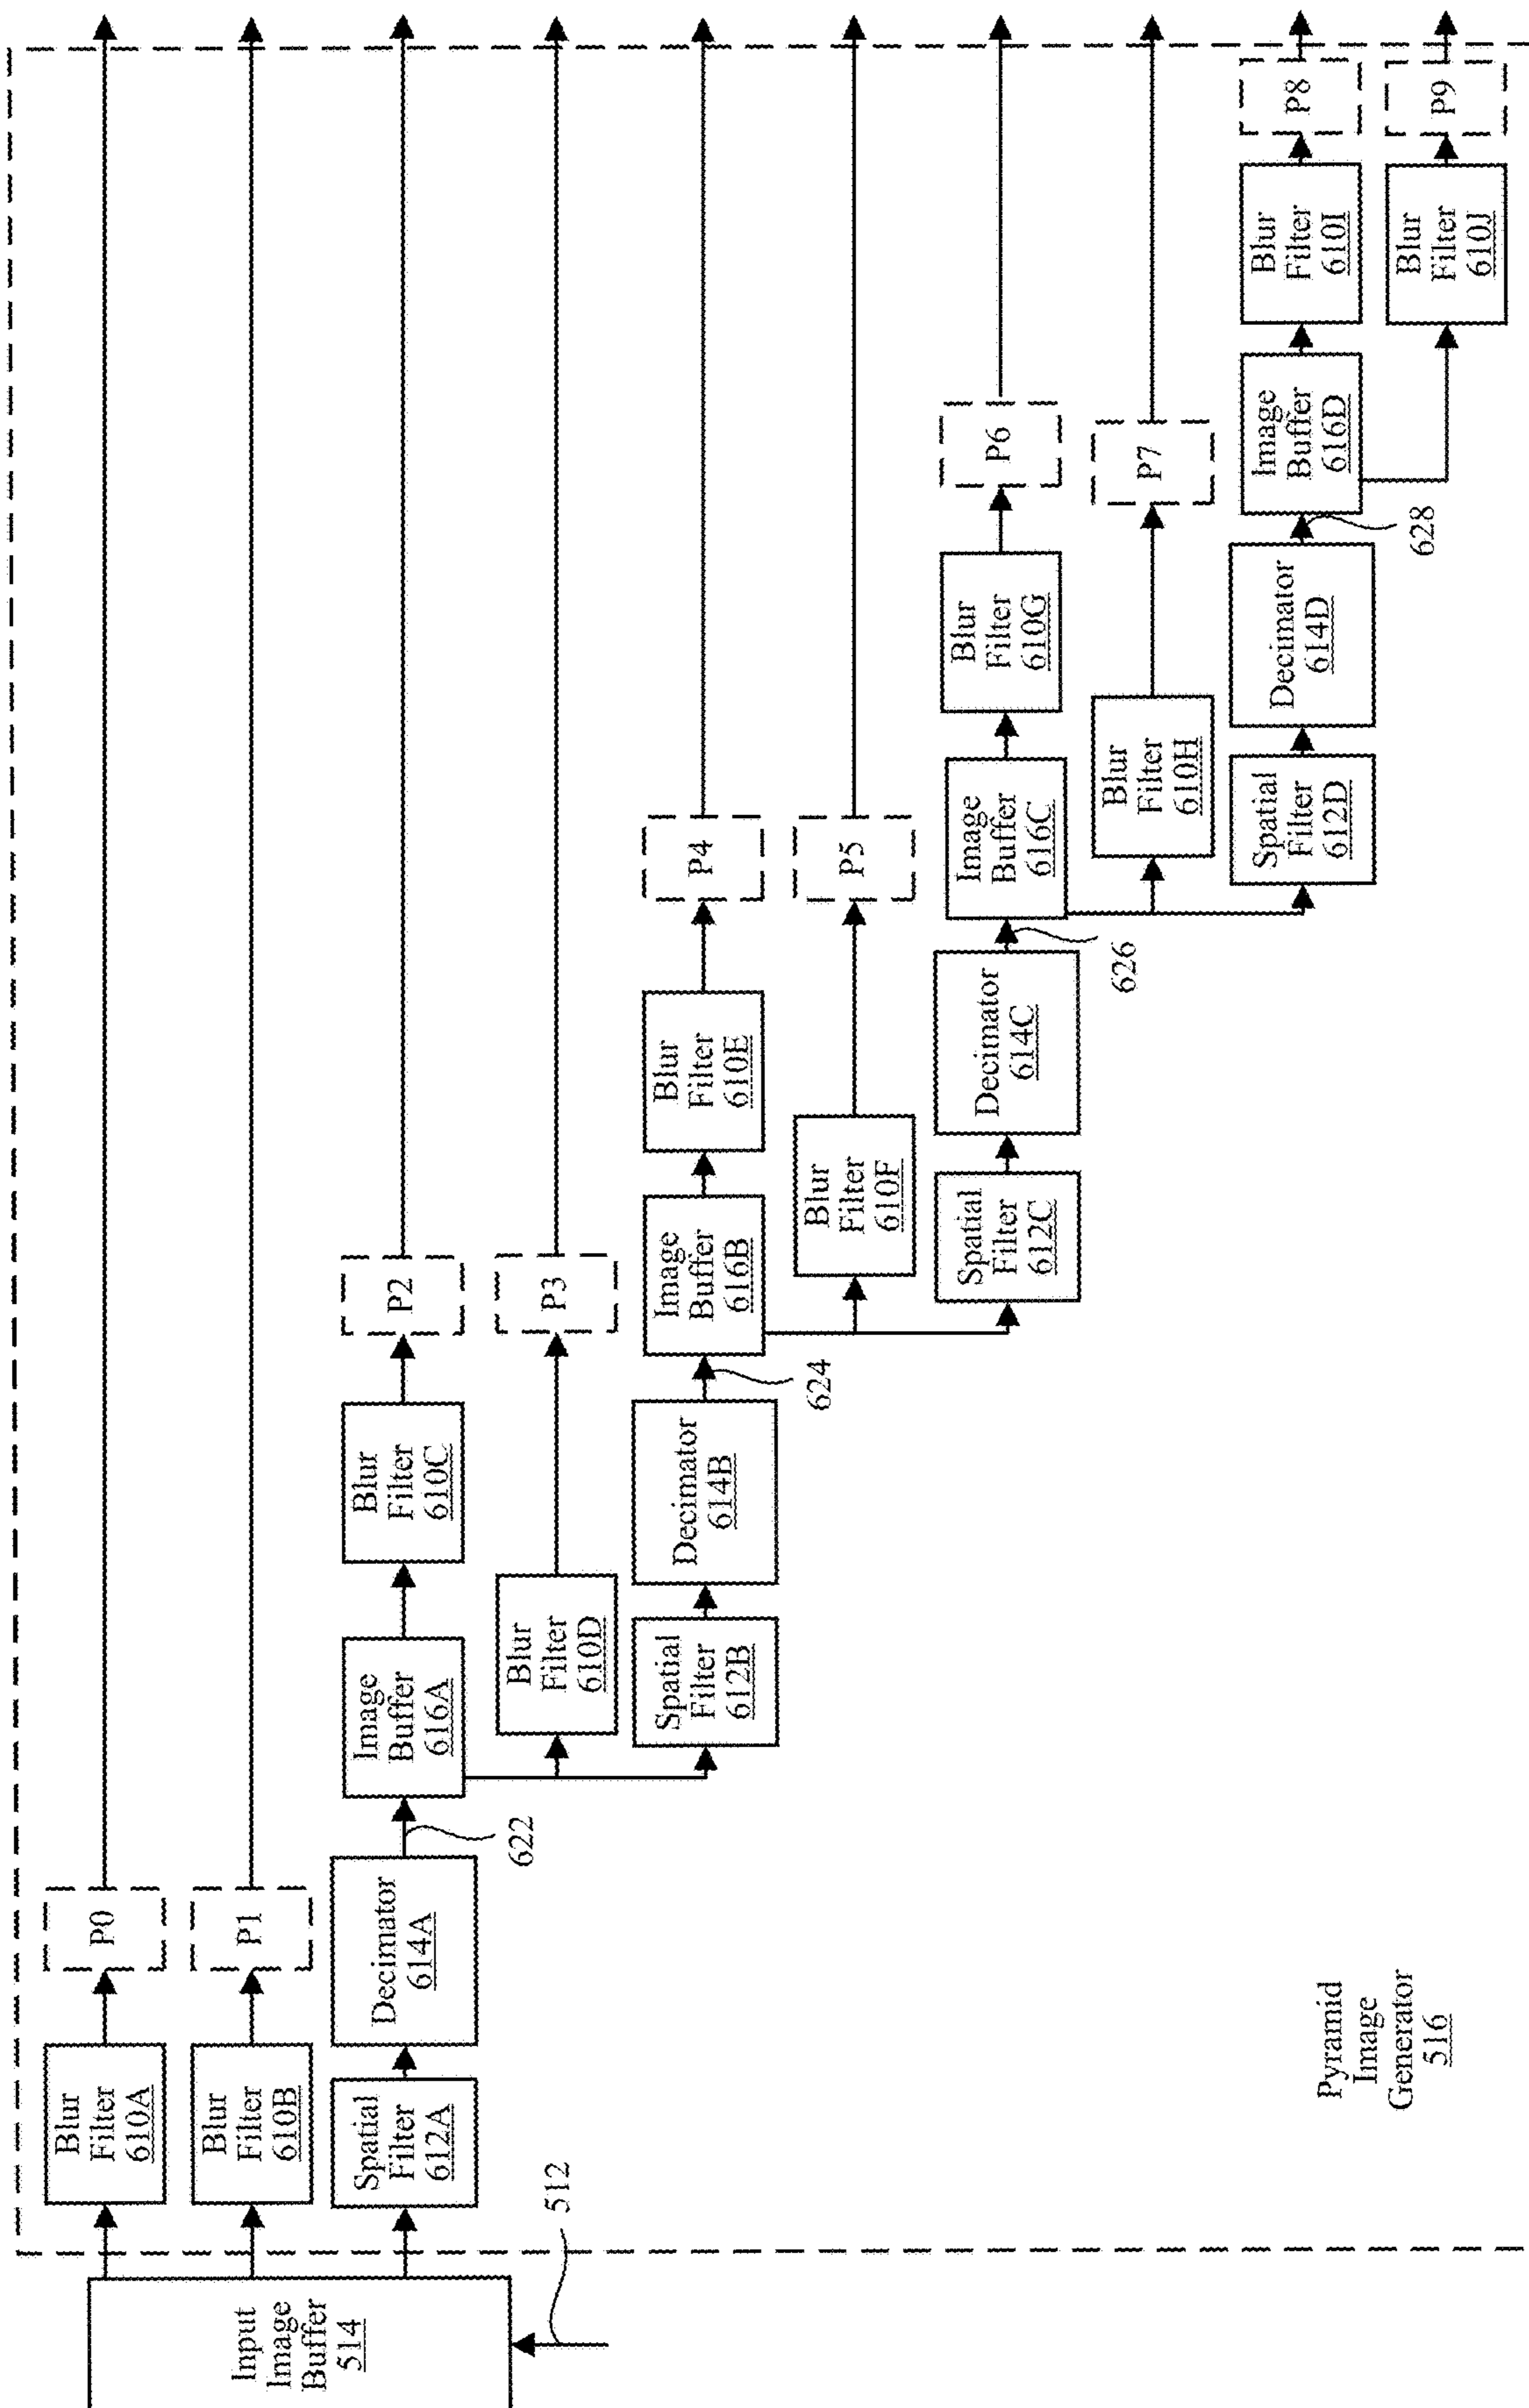 Input
Image
Buffer
514
512
Blur
Filter
610A
P0
Blur
Filter
610B
P1
Spatial
Filter
612A
Decimator
614A
622
Image
Buffer
616A
Blur
Filter
610C
P2
Blur
Filter
610D
P3
Spatial
Filter
612B
Decimator
614B
624
Image
Buffer
616B
Blur
Filter
610E
P4
Blur
Filter
610F
P5
Spatial
Filter
612C
Decimator
614C
626
Image
Buffer
616C
Blur
Filter
610G
P6
Blur
Filter
610H
P7
Spatial
Filter
612D
Decimator
614D
628
Image
Buffer
616D
Blur
Filter
610I
P8
Blur
Filter
610J
P9
Pyramid
Image
Generator
516